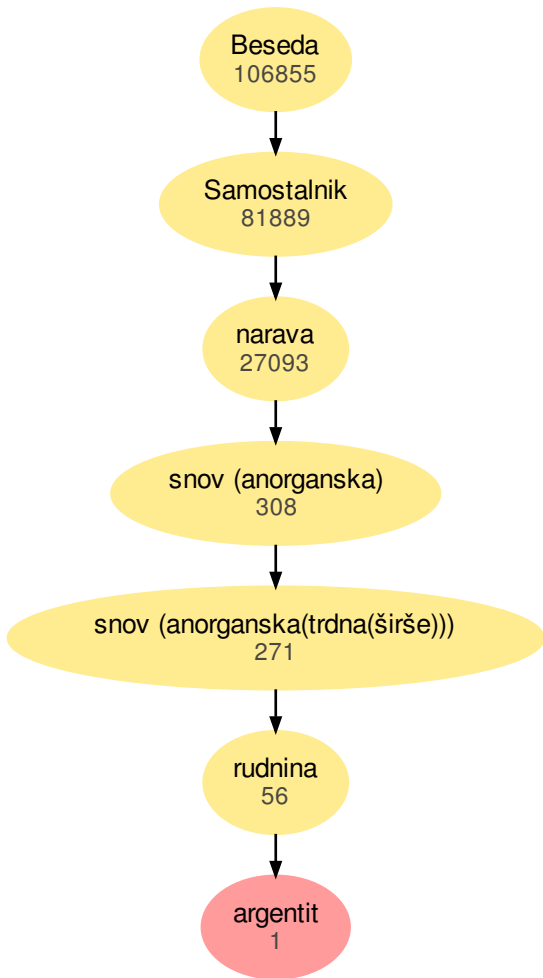 Beseda
106855
Samostalnik
81889
narava
27093
snov (anorganska)
308
snov (anorganska(trdna(širše)))
271
rudnina
56
argentit
1